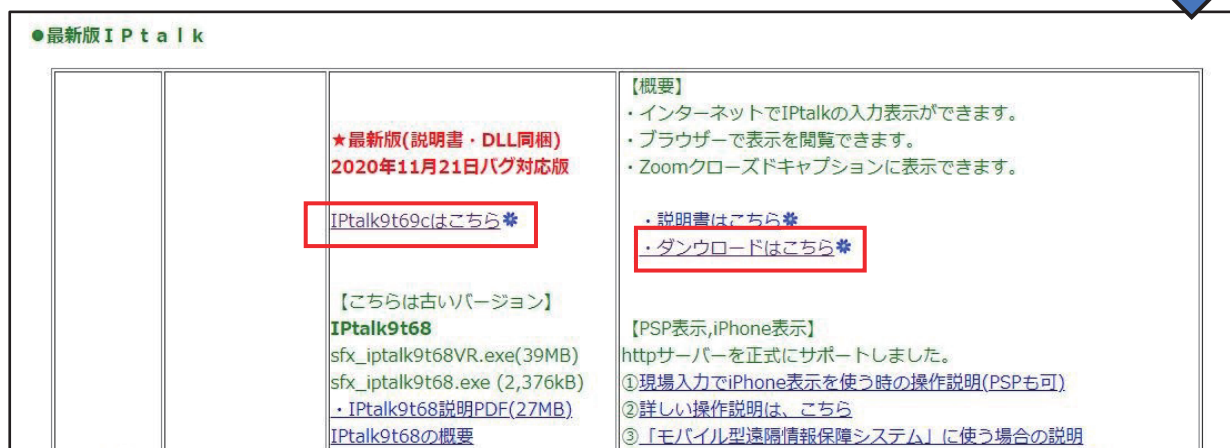 ●最新版ＩＰｔａｌｋ
★最新版(説明書・DLL同梱)
2020年11月21日バグ対応版
IPtalk9t69cはこちら
【こちらは古いバージョン】
IPtalk9t68
sfx_iptalk9t68VR.exe(39MB)
sfx_iptalk9t68.exe (2,376kB)
・IPtalk9t68説明PDF(27MB)
IPtalk9t68の概要
【概要】
・インターネットでIPtalkの入力表示ができます。
・ブラウザーで表示を閲覧できます。
・Zoomクローズドキャプションに表示できます。
・説明書はこちら
・ダンウロードはこちら
【PSP表示,iPhone表示】
httpサーバーを正式にサポートしました。
①現場入力でiPhone表示を使う時の操作説明(PSPも可)
②詳しい操作説明は、こちら
③「モバイル型遠隔情報保障システム」に使う場合の説明